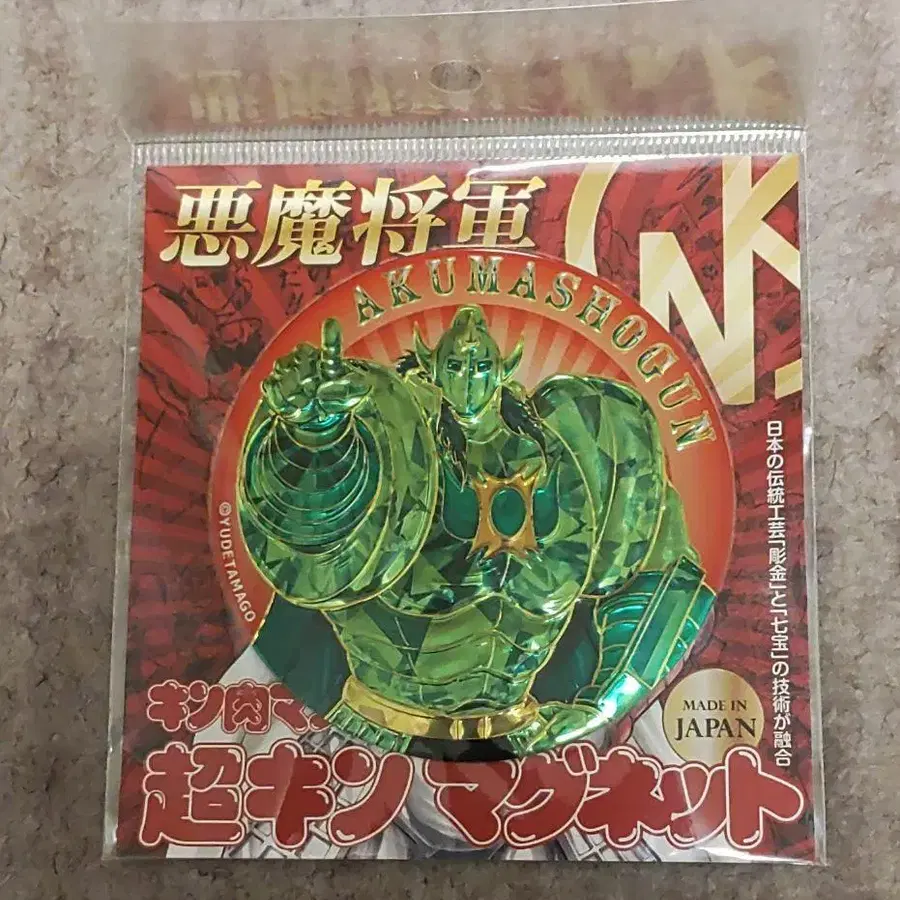 悪魔将軍
AKUMASHOGUN
©YUDETAMAGO
日本の伝統工芸「彫金」と「七宝」の技術が融合
キン肉マ
MADE IN
JAPAN
超キン マグネット